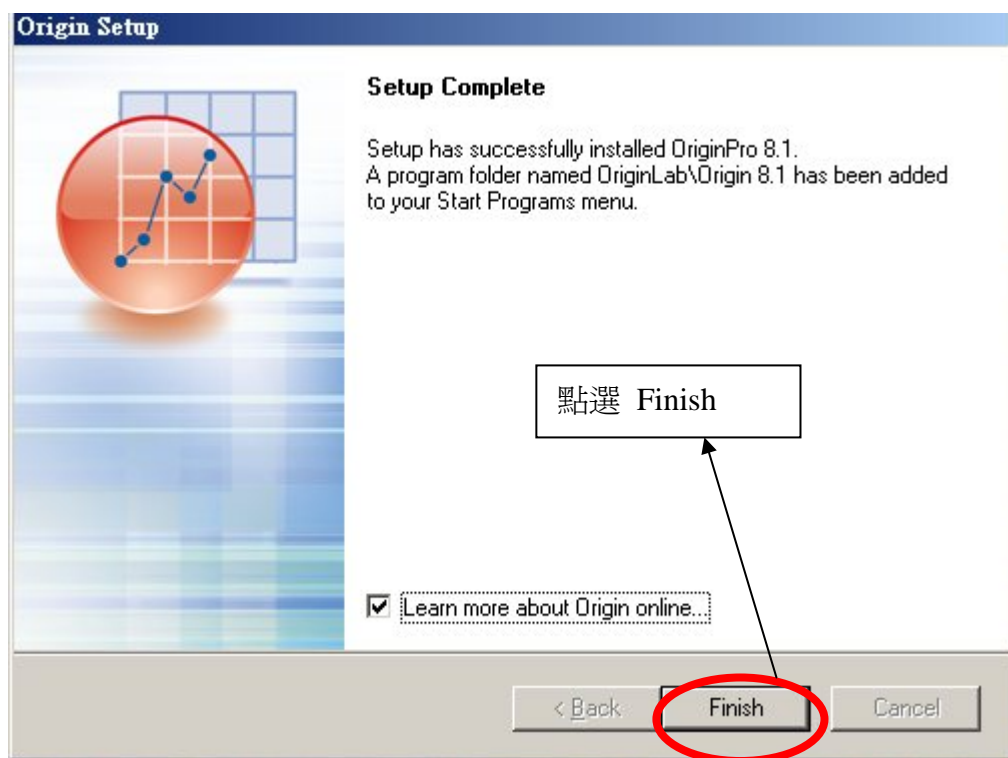 Origin Setup
Setup Complete
Setup has successfully installed OriginPro 8.1.
A program folder named OriginLab\Origin 8.1 has been added
to your Start Programs menu.
點選 Finish
Learn more about Origin online...
< Back Finish Cancel